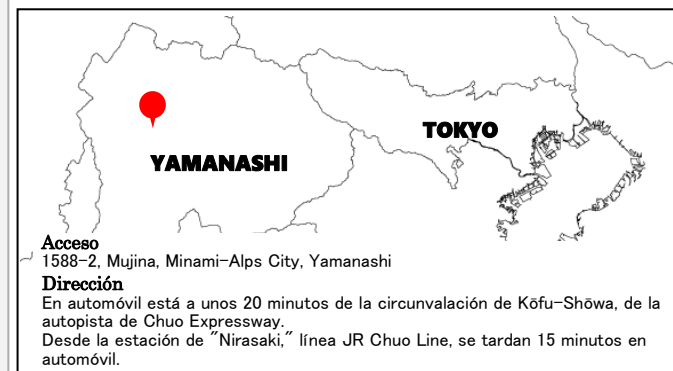 TOKYO
YAMANASHI
Acceso
1588-2, Mujina, Minami-Alps City, Yamanashi
Dirección
En automóvil está a unos 20 minutos de la circunvalación de Kōfu-Shōwa, de la
autopista de Chuo Expressway.
Desde la estación de "Nirasaki," línea JR Chuo Line, se tardan 15 minutos en
automóvil.